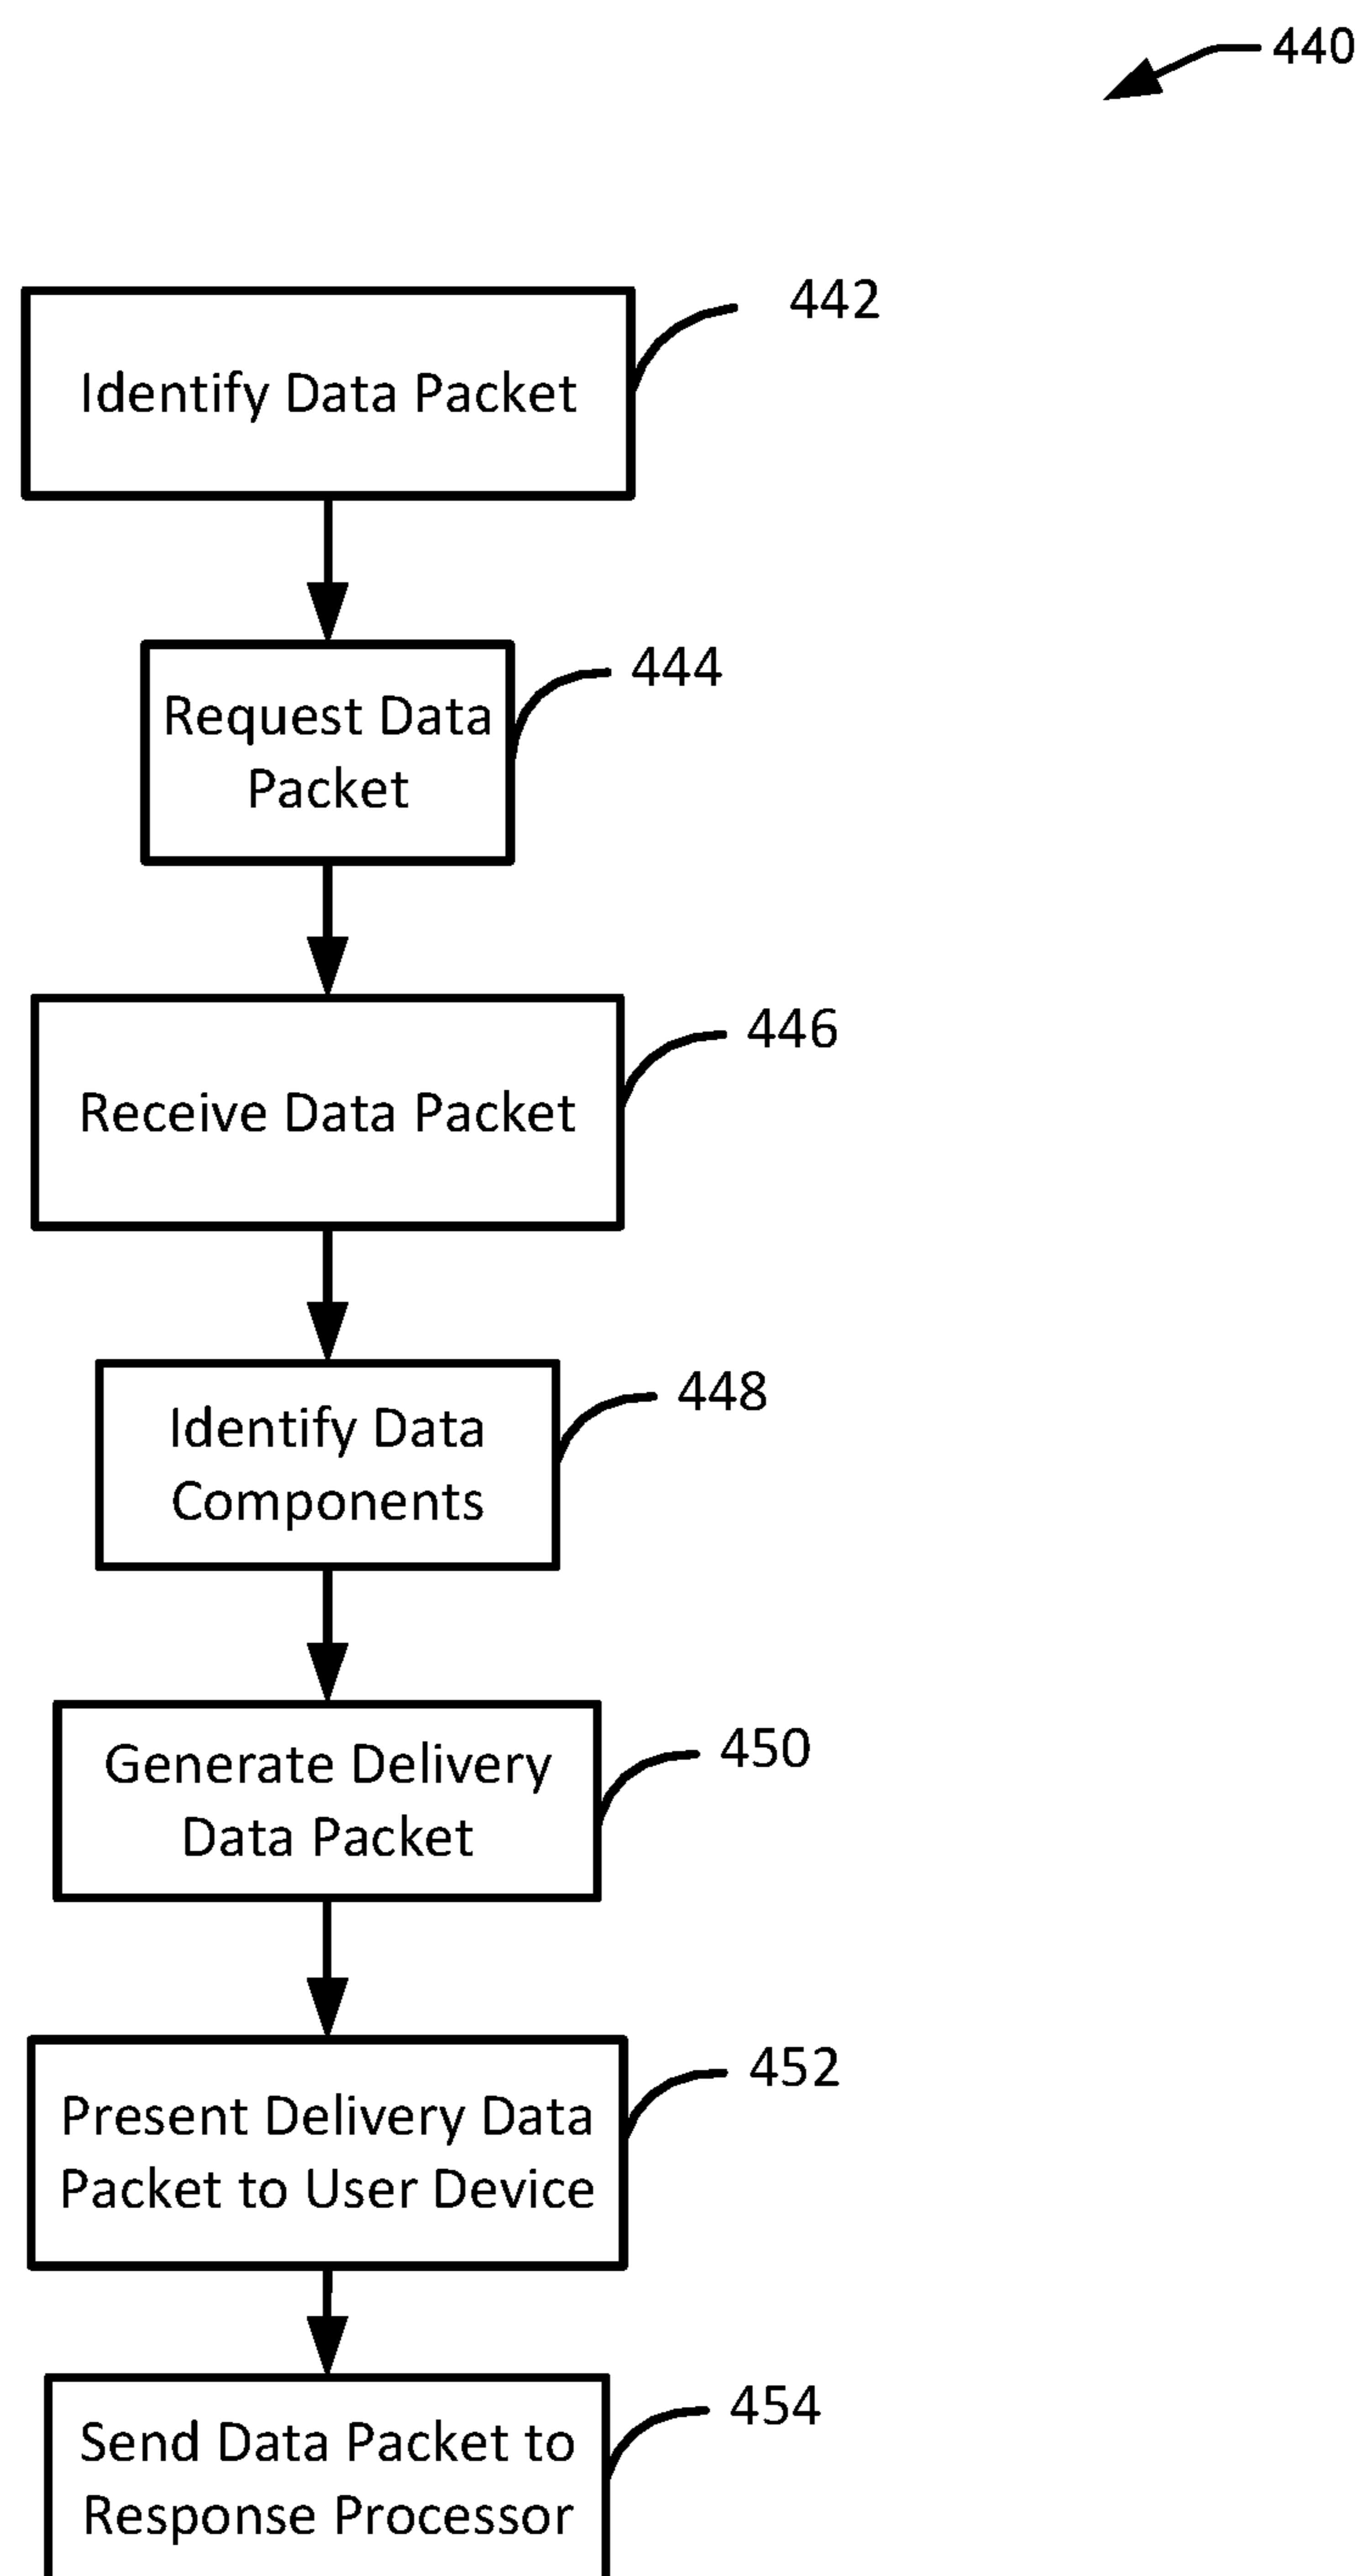 440
442
Identify Data Packet
444
Request Data
Packet
446
Receive Data Packet
448
Identify Data
Components
450
Generate Delivery
Data Packet
452
Present Delivery Data
Packet to User Device
454
Send Data Packet to
Response Processor